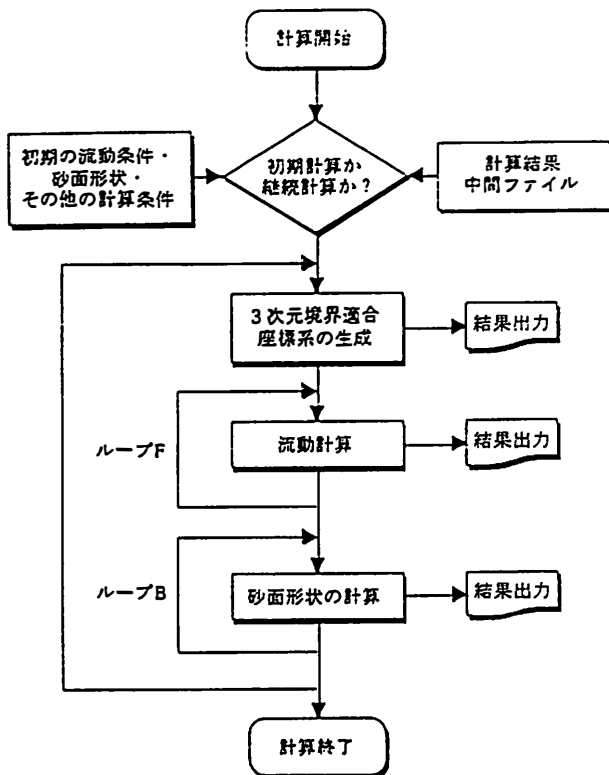 計算開始
初期の流動条件・
砂面形状・
その他の計算条件
初期計算か
継続計算か?
計算結果
中間ファイル
3次元境界適合
座標系の生成
結果出力
ループF
流動計算
結果出力
ループB
砂面形状の計算
結果出力
計算終了